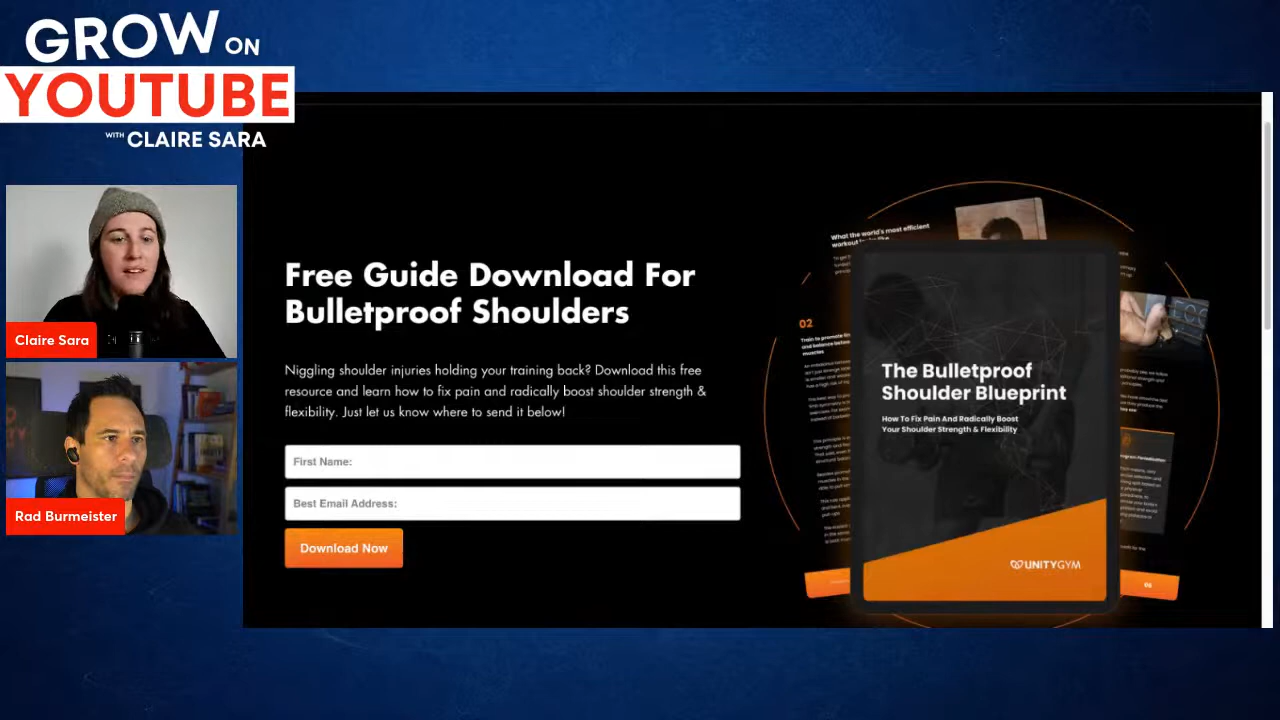 GROW ON
YOUTUBE
WITH CLAIRE SARA
Claire Sara
Rad Burmeister
Free Guide Download For
Bulletproof Shoulders
Niggling shoulder injuries holding your training back? Download this free
resource and learn how to fix pain and radically boost shoulder strength &
flexibility. Just let us know where to send it below!
First Name:
Best Email Address:
Download Now
What the world's most efficient
workout looks like
02
The Bulletproof
Shoulder Blueprint
How To Fix Pain And Radically Boost
Your Shoulder Strength & Flexibility
UNITYGYM